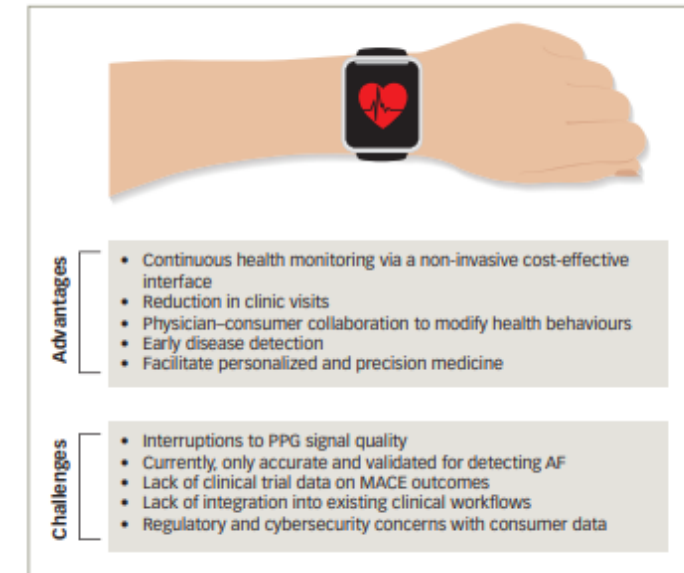 Advantages
• Continuous health monitoring via a non-invasive cost-effective
interface
• Reduction in clinic visits
• Physician–consumer collaboration to modify health behaviours
• Early disease detection
• Facilitate personalized and precision medicine
Challenges
• Interruptions to PPG signal quality
• Currently, only accurate and validated for detecting AF
• Lack of clinical trial data on MACE outcomes
• Lack of integration into existing clinical workflows
• Regulatory and cybersecurity concerns with consumer data